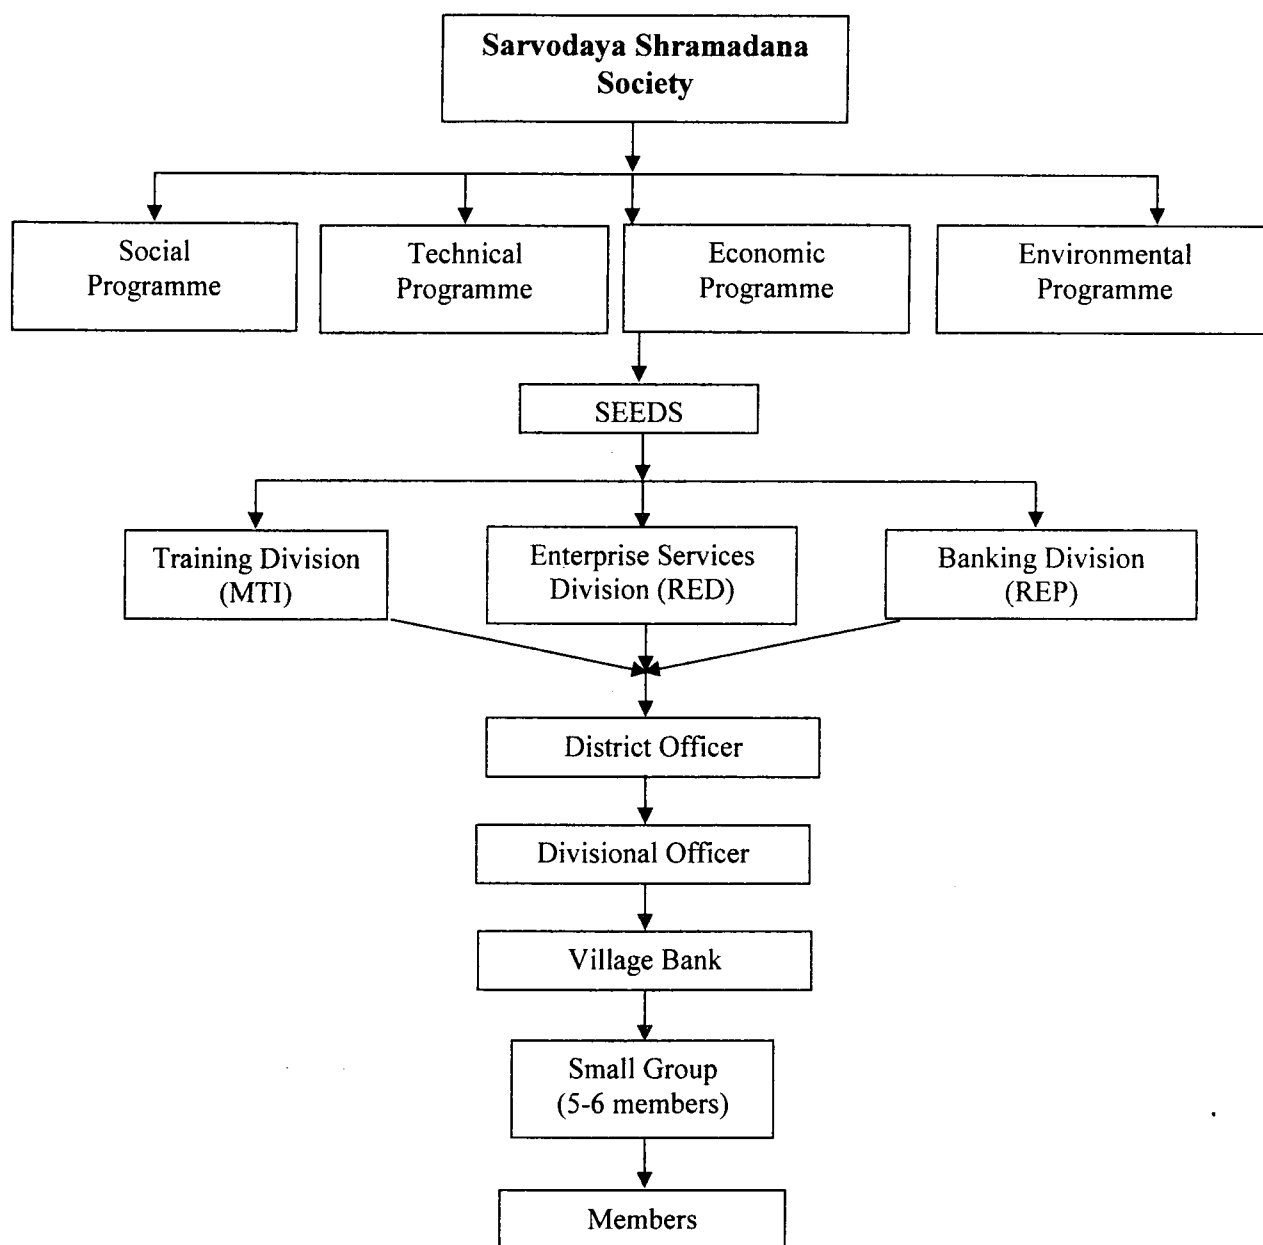 Sarvodaya Shramadana
Society
Social
Programme
Technical
Programme
Economic
Programme
Environmental
Programme
SEEDS
Training Division
(MTI)
Enterprise Services
Division (RED)
Banking Division
(REP)
District Officer
Divisional Officer
Village Bank
Small Group
(5-6 members)
Members